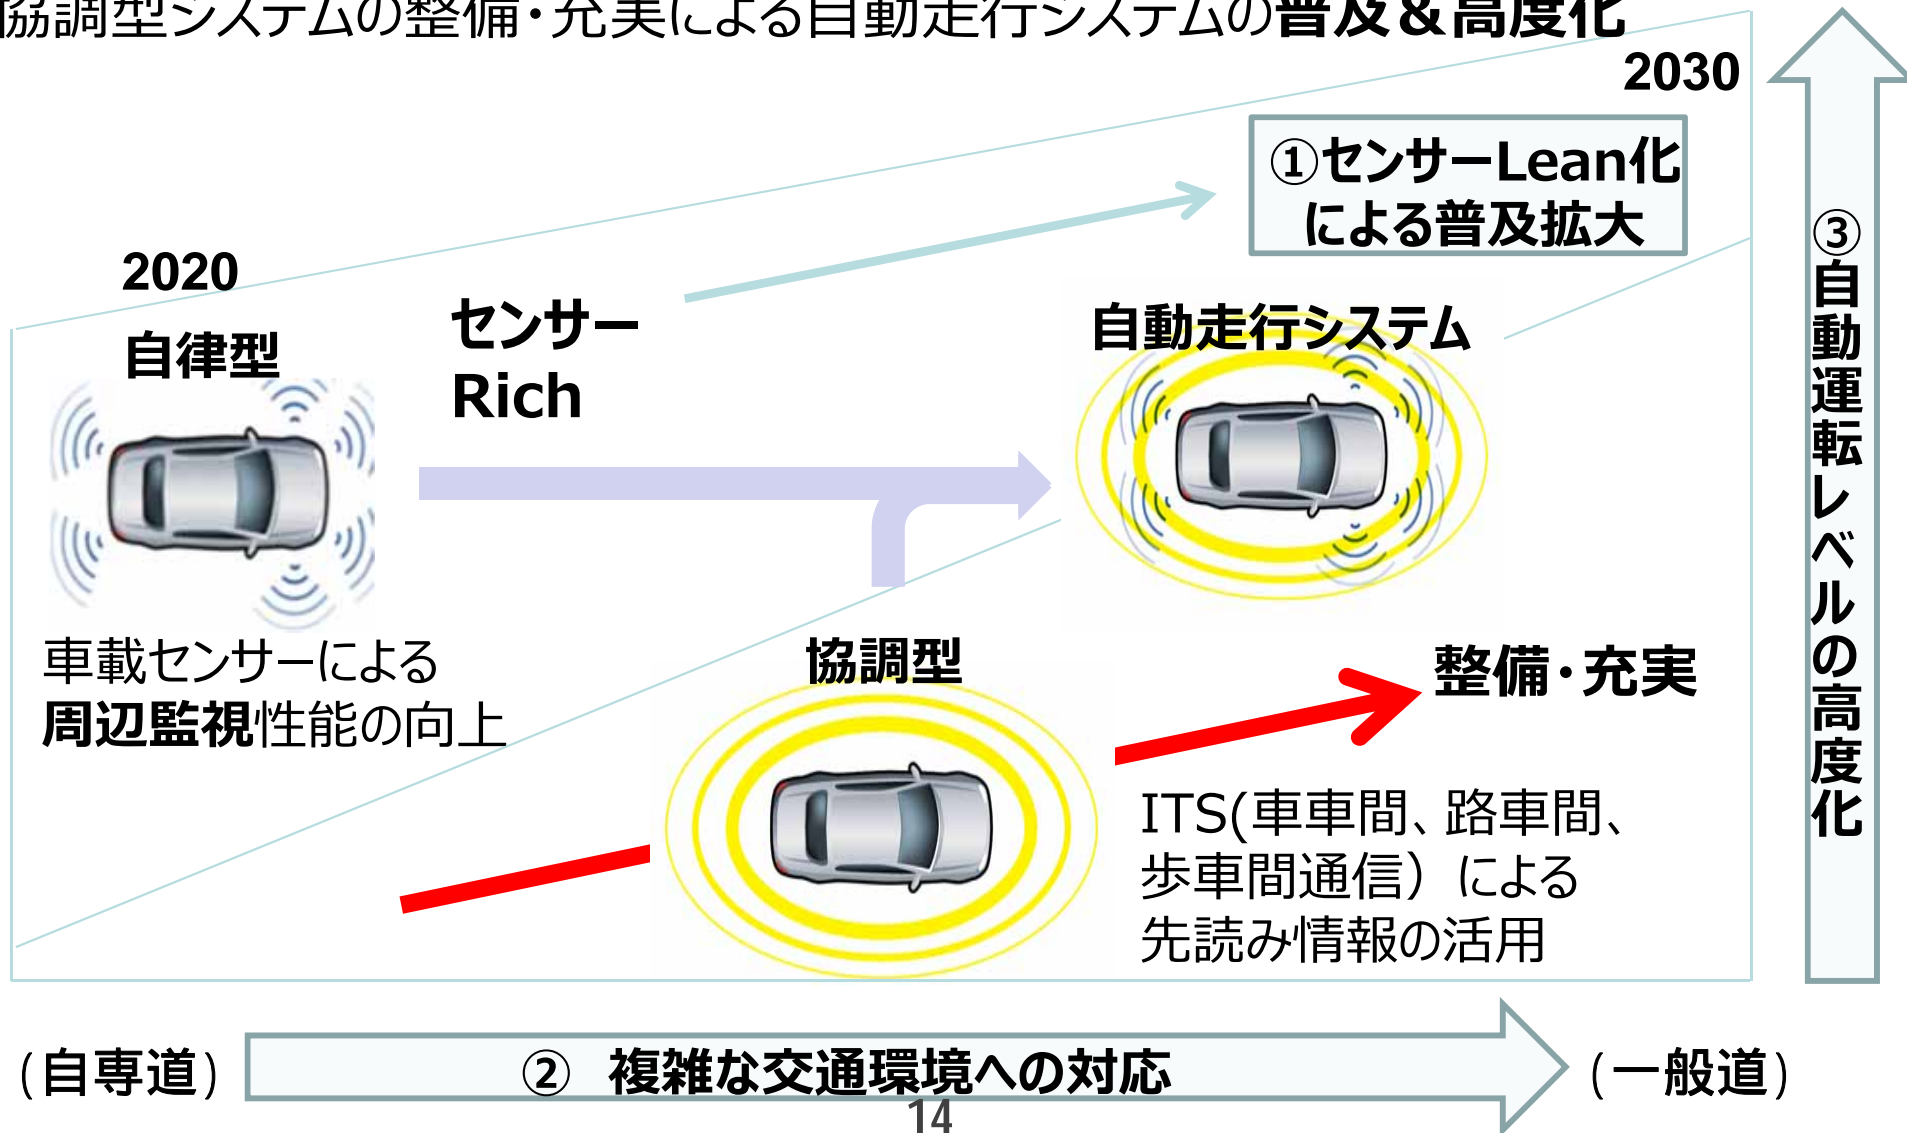 協調型システムの整備・充実による自動走行システムの普及＆高度化
2030
①センサーLean化
による普及拡大
2020
自律型
センサー
Rich
自動走行システム
車載センサーによる
周辺監視性能の向上
協調型
整備・充実
ITS(車車間、路車間、
歩車間通信）による
先読み情報の活用
③自動運転レベルの高度化
(自専道)
② 複雑な交通環境への対応
(一般道)
14